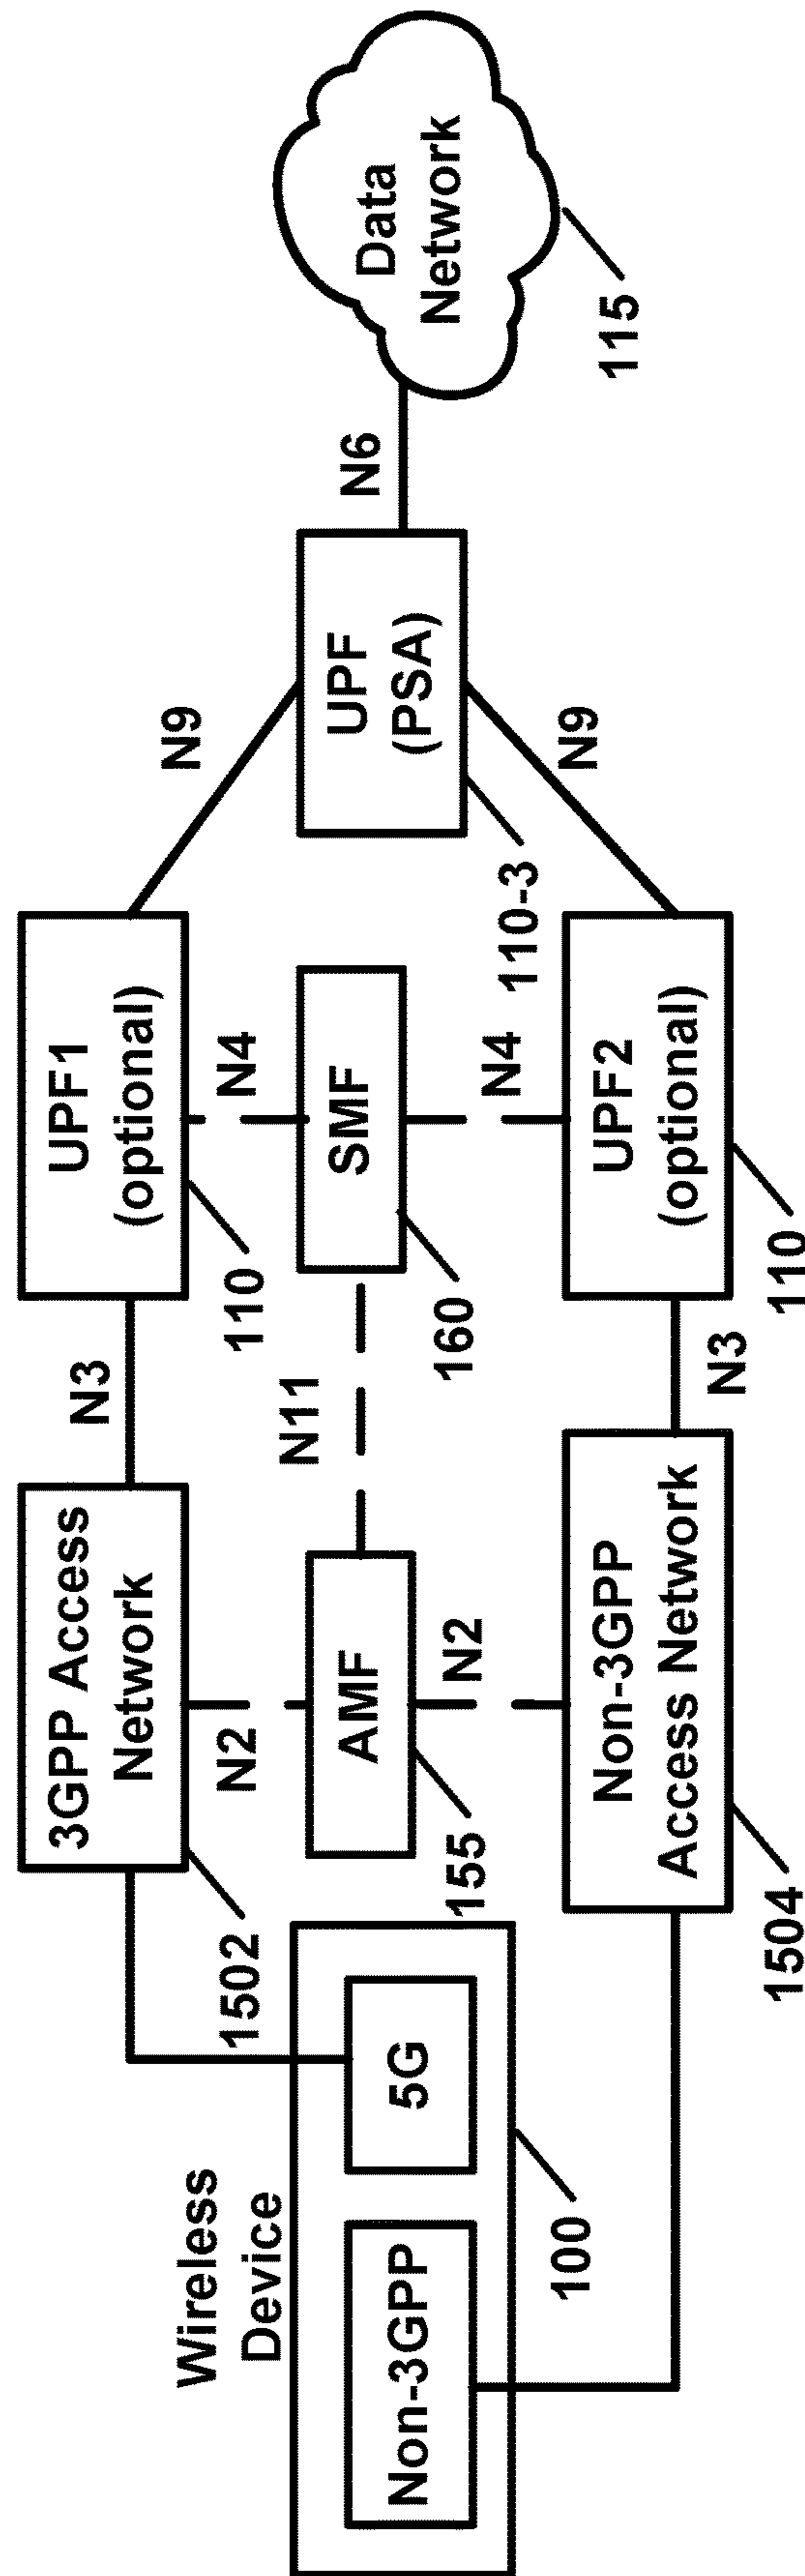 Wireless
Device
Non-3GPP
5G
100
3GPP Access
Network
1502
N2
AMF
155
N2
Non-3GPP
Access Network
1504
N3
N11
N3
UPF1
(optional)
110
N4
SMF
160
N4
UPF2
(optional)
110
N9
N9
UPF
(PSA)
110-3
N6
Data
Network
115